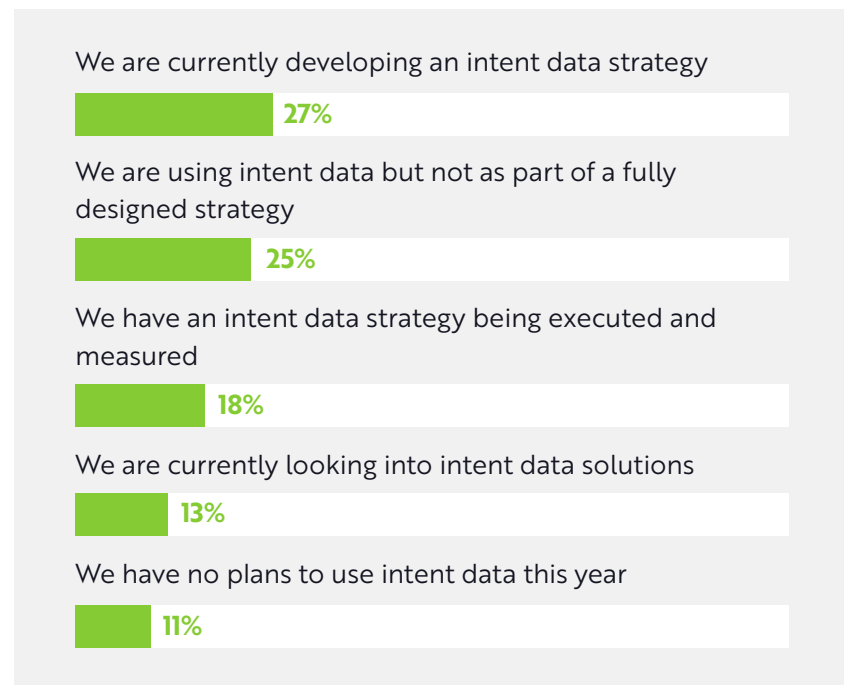 We are currently developing an intent data strategy
27%
We are using intent data but not as part of a fully
designed strategy
25%
We have an intent data strategy being executed and
measured
18%
We are currently looking into intent data solutions
13%
We have no plans to use intent data this year
11%